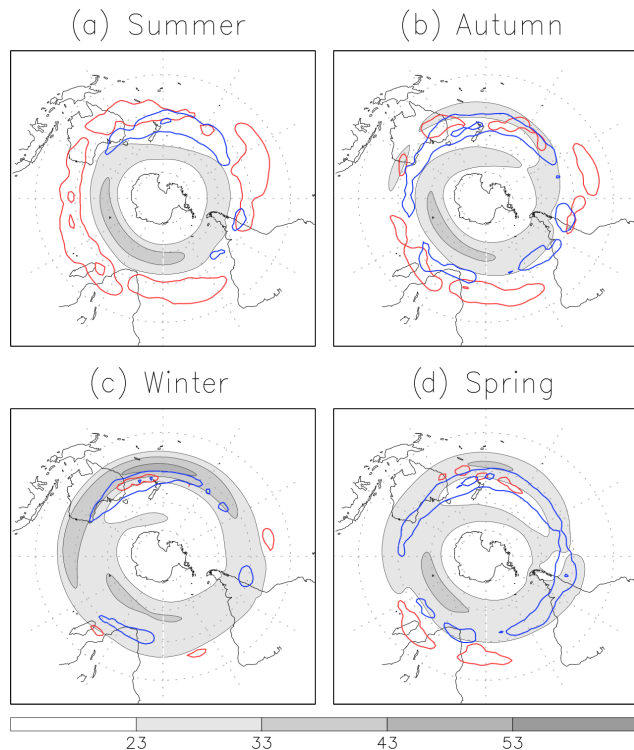 (a) Summer
(b) Autumn
(c) Winter
(d) Spring
23 33 43 53